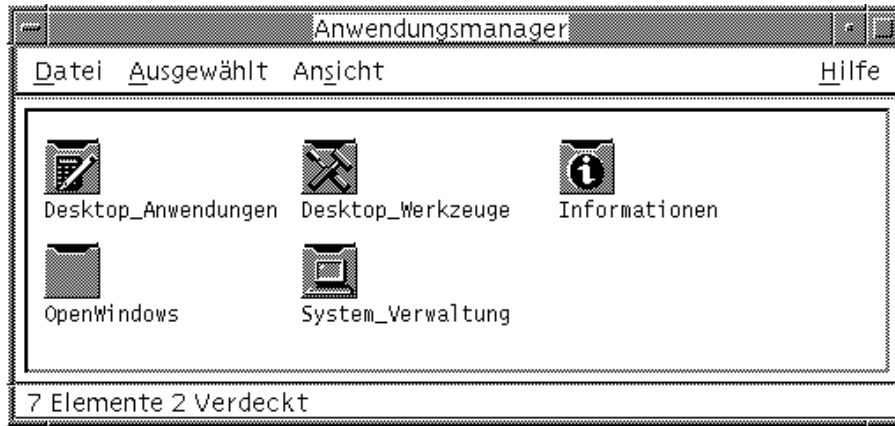 Anwendungsmanager
Datei Ausgewählt Ansicht Hilfe
Desktop_Anwendungen Desktop_Werkzeuge Informationen
OpenWindows System_Verwaltung
7 Elemente 2 Verdeckt